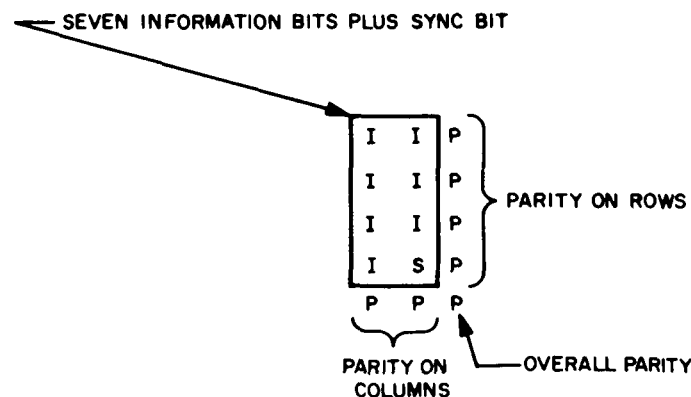 SEVEN INFORMATION BITS PLUS SYNC BIT
I I P
I I P
I I P
I S P
P P P
PARITY ON ROWS
PARITY ON
COLUMNS
OVERALL PARITY